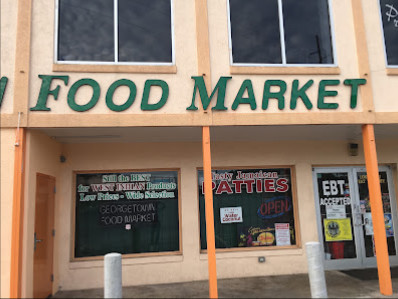 FOOD MARKET
Still the BEST
for WEST INDIAN Products
Low Prices - Wide Selection
GEORGETOWN
FOOD MARKET
Tasty Jamaican
PATTIES
OPEN
EBT
ACCEPTED